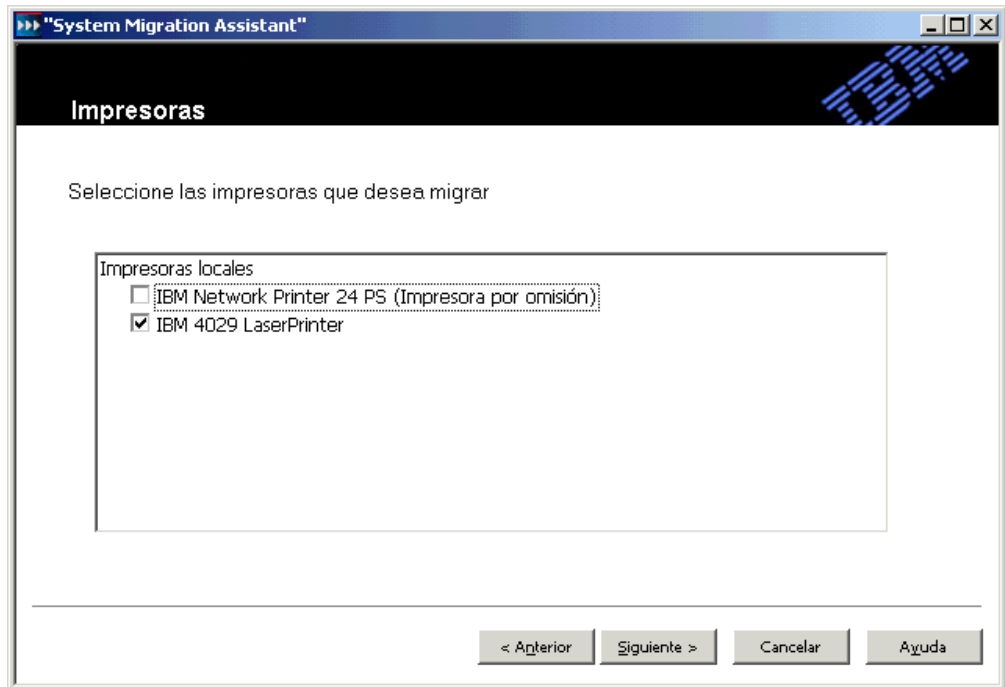 "System Migration Assistant"
IBM
Impresoras
Seleccione las impresoras que desea migrar
Impresoras locales
IBM Network Printer 24 PS (Impresora por omisión)
IBM 4029 LaserPrinter
< Anterior Siguiente > Cancelar Ayuda